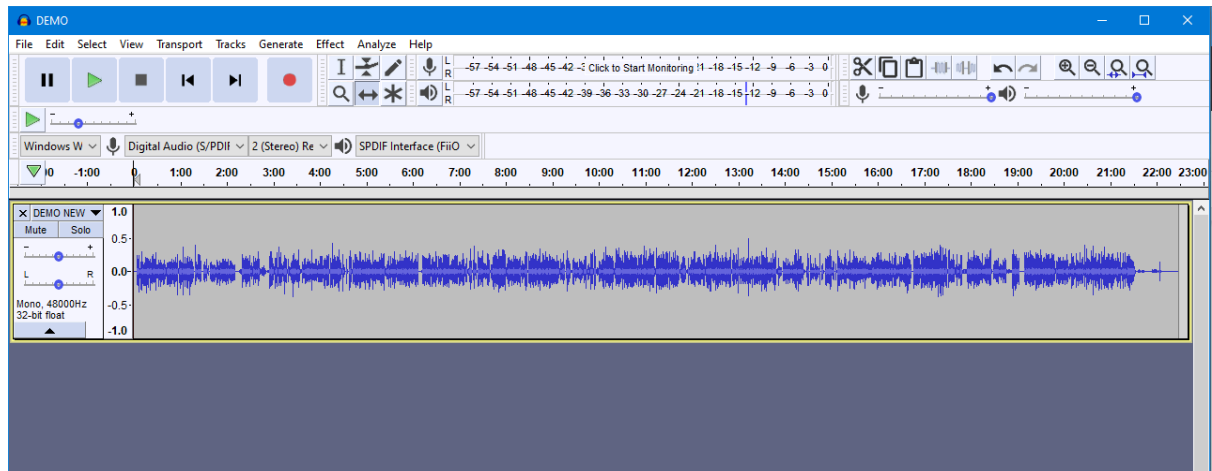 DEMO
File Edit Select View Transport Tracks Generate Effect Analyze Help
L R -57 -54 -51 -48 -45 -42 Click to Start Monitoring -18 -15 -12 -9 -6 -3 0
L R -57 -54 -51 -48 -45 -42 -39 -36 -33 -30 -27 -24 -21 -18 -15 -12 -9 -6 -3 0
Windows W Digital Audio (S/PDIF 2 (Stereo) Re SPDIF Interface (FiiO
-1:00 0 1:00 2:00 3:00 4:00 5:00 6:00 7:00 8:00 9:00 10:00 11:00 12:00 13:00 14:00 15:00 16:00 17:00 18:00 19:00 20:00 21:00 22:00 23:00
× DEMO NEW 1.0
Mute Solo
0.5
- +
L R 0.0
Mono, 48000Hz
-0.5
32-bit float
-1.0